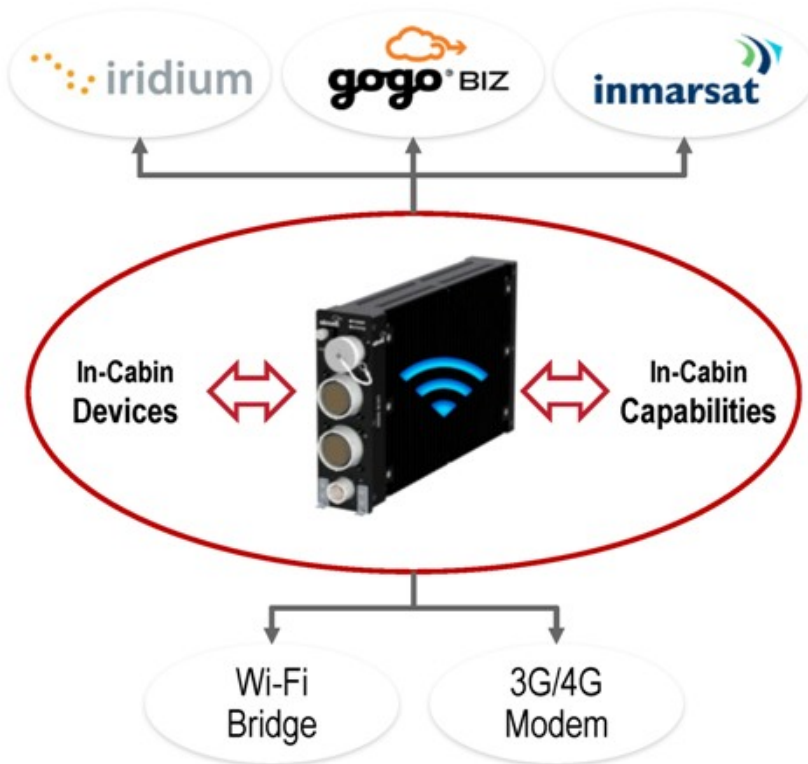 iridium
gogo BIZ
inmarsat
In-Cabin
Devices
In-Cabin
Capabilities
Wi-Fi
Bridge
3G/4G
Modem